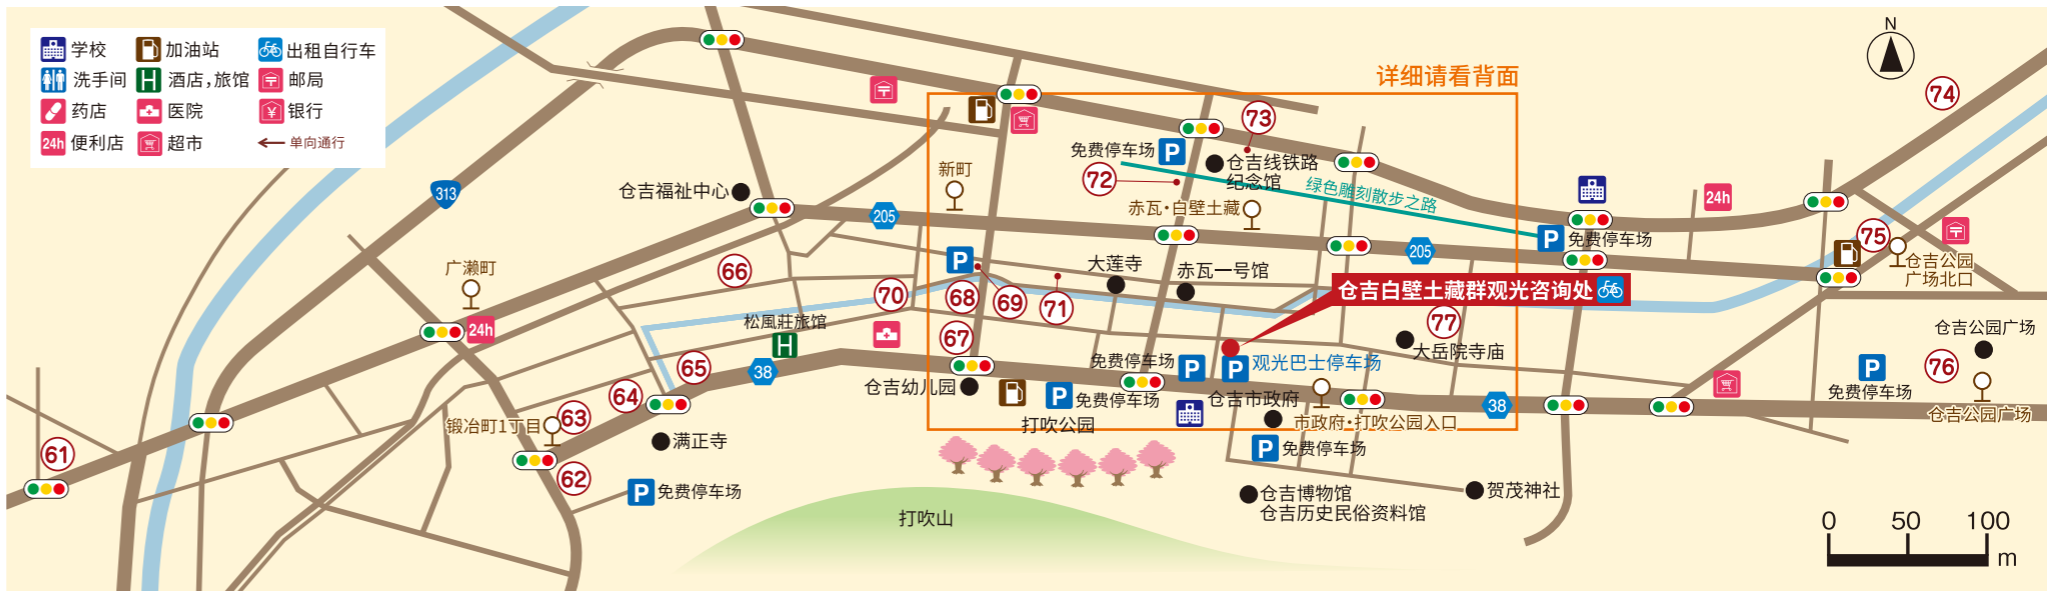 学校
加油站
出租自行车
洗手间
酒店，旅馆
邮局
药店
医院
银行
24h
便利店
超市
单向通行
详细请看背面
N
74
73
免费停车场
P
仓吉线铁路
纪念馆
72
绿色雕刻散步之路
新町
赤瓦・白壁土藏
313
仓吉福祉中心
205
24h
P
免费停车场
75
仓吉公园
广场北口
205
广濑町
66
P
大莲寺
赤瓦一号馆
仓吉白壁土藏群观光咨询处
70
68
69
71
24h
松風莊旅馆
H
77
67
大岳院寺庙
仓吉公园广场
76
P
免费停车场
仓吉公园广场
65
38
免费停车场
P
P
观光巴士停车场
仓吉幼儿园
P
免费停车场
仓吉市政府
38
64
63
锻冶町1丁目
打吹公园
市政府・打吹公园入口
满正寺
P
免费停车场
61
62
P
免费停车场
仓吉博物馆
仓吉历史民俗资料馆
贺茂神社
打吹山
0 50 100
m